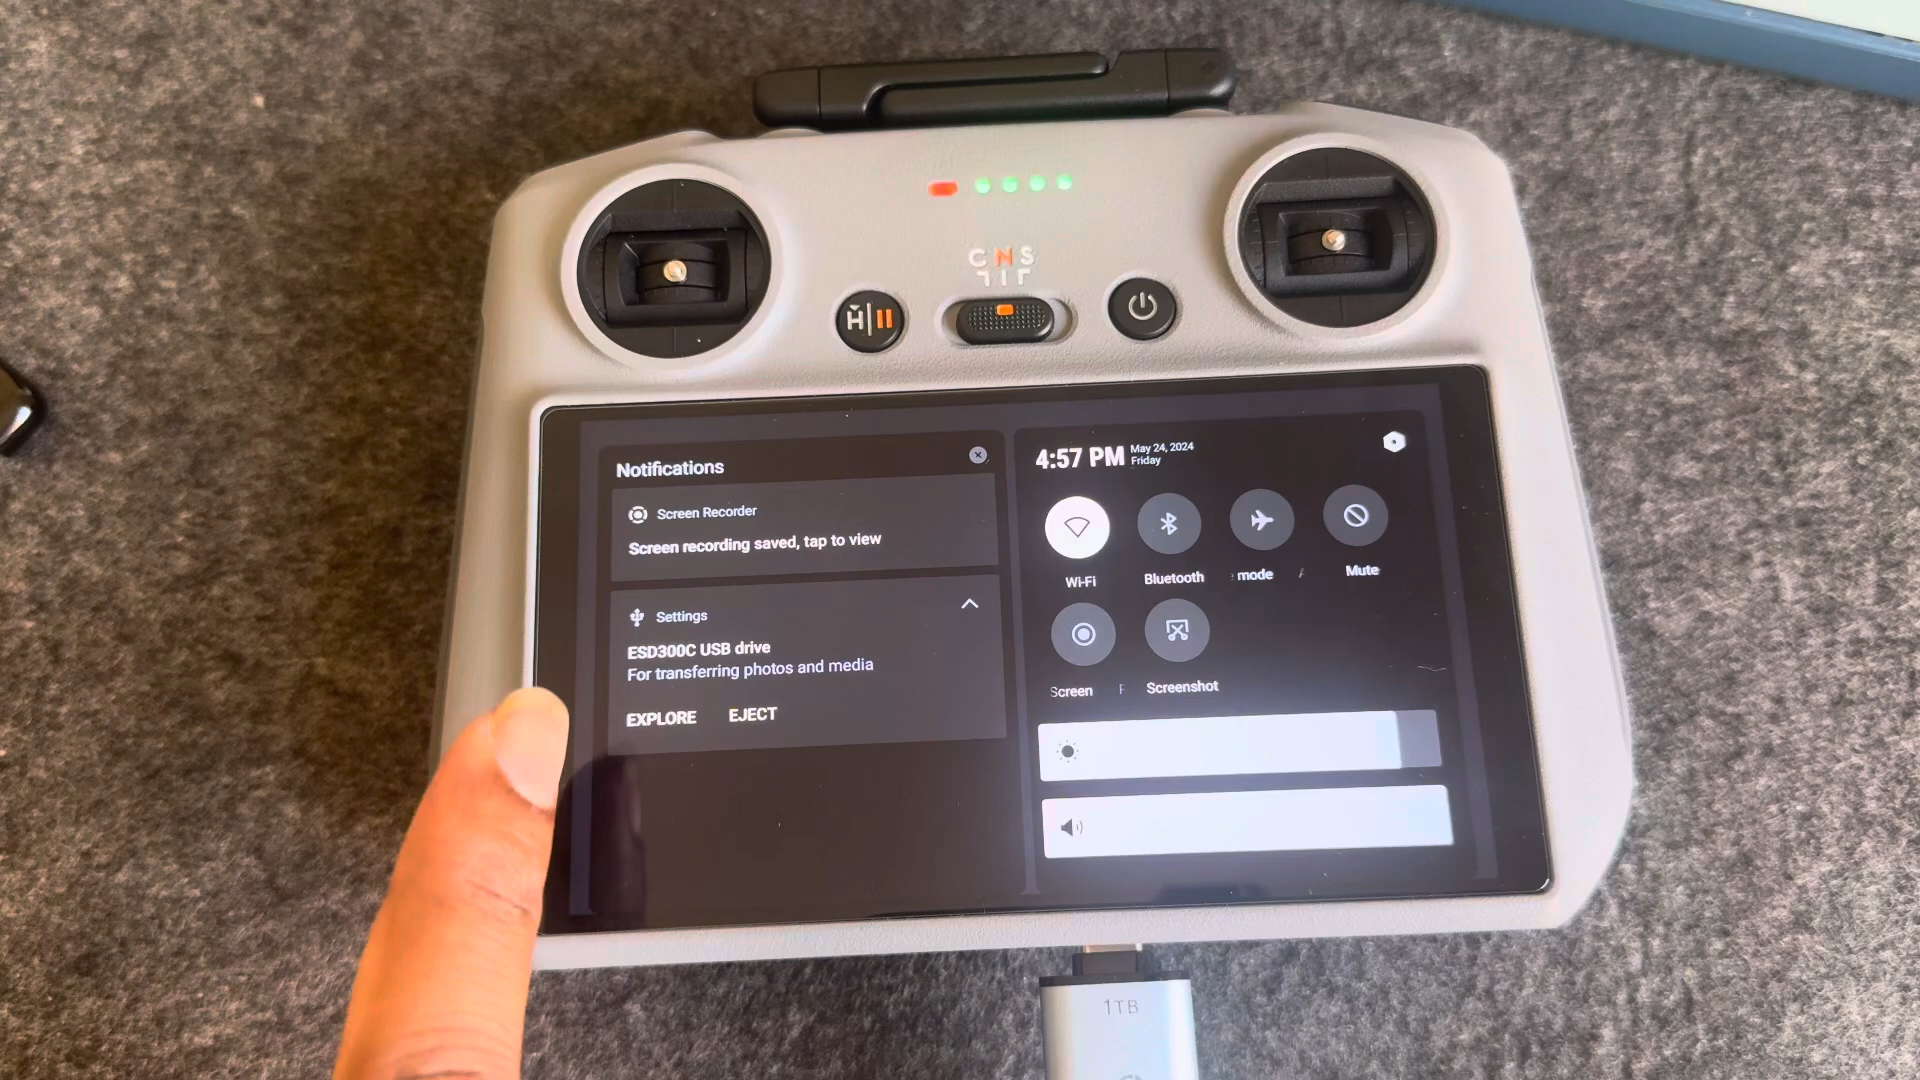 C N S
H
Notifications
Screen Recorder
Screen recording saved, tap to view
Settings
ESD300C USB drive
For transferring photos and media
EXPLORE EJECT
4:57 PM
May 24, 2024
Friday
Wi-Fi
Bluetooth
mode
Mute
Screen
Screenshot
1TB